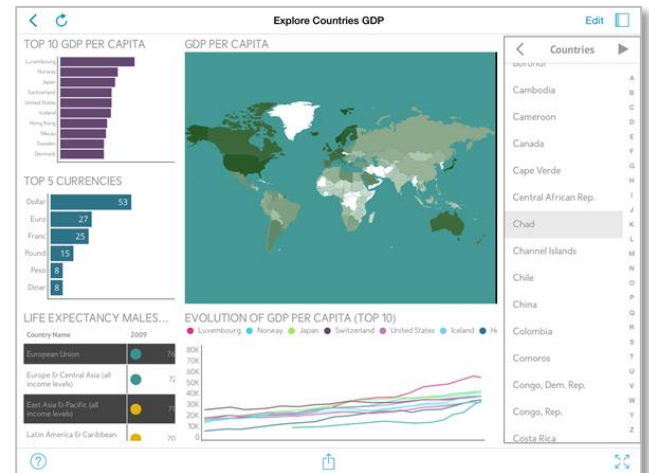 Explore Countries GDP
Edit
TOP 10 GDP PER CAPITA
Luxembourg
Norway
Japan
Switzerland
United States
Iceland
Hong Kong
Macau
Sweden
Denmark
TOP 5 CURRENCIES
Dollar 53
Euro 27
Franc 25
Pound 15
Peso 8
Dinar 8
LIFE EXPECTANCY MALES...
Country Name 2009
European Union 76
Europe & Central Asia (all
income levels) 72
East Asia & Pacific (all
income levels) 71
Latin America & Caribbean 70
GDP PER CAPITA
EVOLUTION OF GDP PER CAPITA (TOP 10)
Luxembourg Norway Japan Switzerland United States Iceland
80K
70K
60K
50K
40K
30K
20K
10K
0
Countries
Burundi
Cambodia
Cameroon
Canada
Cape Verde
Central African Rep.
Chad
Channel Islands
Chile
China
Colombia
Comoros
Congo, Dem. Rep.
Congo, Rep.
Costa Rica
A
B
C
D
E
F
G
H
I
J
K
L
M
N
O
P
Q
R
S
T
U
V
W
Y
Z
?